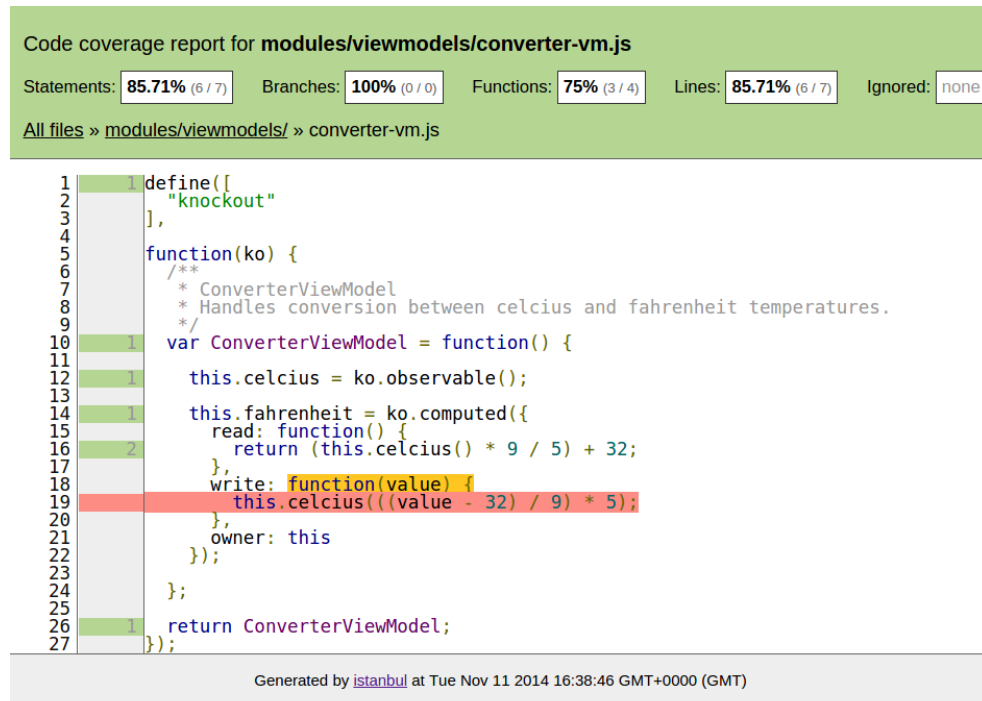 Code coverage report for modules/viewmodels/converter-vm.js
Statements: 85.71% (6 / 7) Branches: 100% (0 / 0) Functions: 75% (3 / 4) Lines: 85.71% (6 / 7) Ignored: none
All files » modules/viewmodels/ » converter-vm.js
1 1 define([
2 "knockout"
3 ],
4
5 function(ko) {
6 /**
7 * ConverterViewModel
8 * Handles conversion between celcius and fahrenheit temperatures.
9 */
10 1 var ConverterViewModel = function() {
11
12 1 this.celcius = ko.observable();
13
14 1 this.fahrenheit = ko.computed({
15 read: function() {
16 2 return (this.celcius() * 9 / 5) + 32;
17 },
18 write: function(value) {
19 this.celcius(((value - 32) / 9) * 5);
20 },
21 owner: this
22 });
23
24 };
25
26 1 return ConverterViewModel;
27 });
Generated by istanbul at Tue Nov 11 2014 16:38:46 GMT+0000 (GMT)